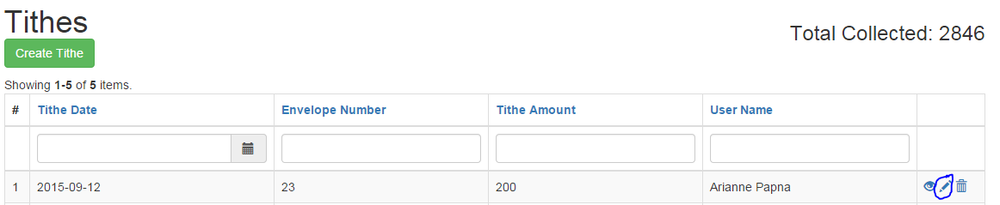 Tithes
Total Collected: 2846
Create Tithe
Showing 1-5 of 5 items.
# Tithe Date Envelope Number Tithe Amount User Name
1 2015-09-12 23 200 Arianne Papna